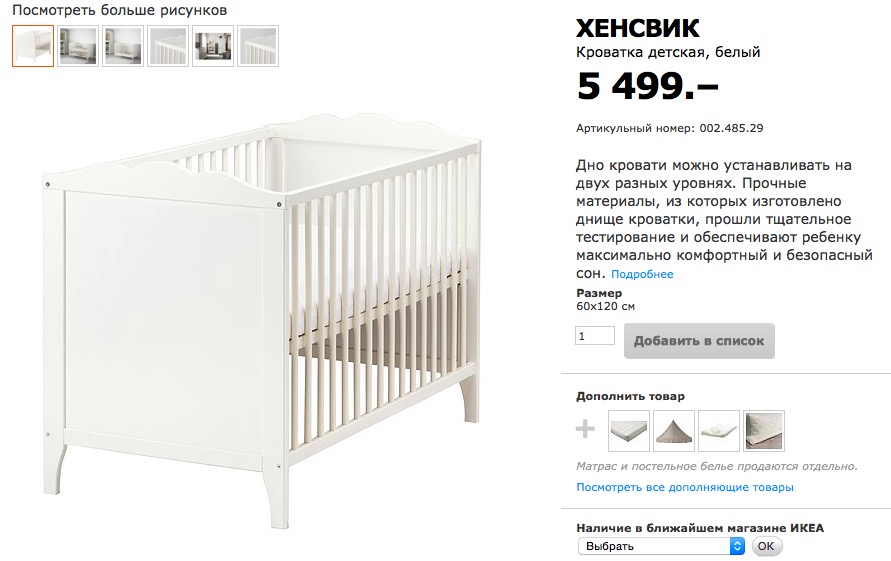 Посмотреть больше рисунков
ХЕНСВИК
Кроватка детская, белый
5 499.–
Артикульный номер: 002.485.29
Дно кровати можно устанавливать на
двух разных уровнях. Прочные
материалы, из которых изготовлено
днище кроватки, прошли тщательное
тестирование и обеспечивают ребенку
максимально комфортный и безопасный
сон. Подробнее
Размер
60x120 см
1
Добавить в список
Дополнить товар
+
Матрас и постельное белье продаются отдельно.
Посмотреть все дополняющие товары
Наличие в ближайшем магазине ИКЕА
Выбрать
OK